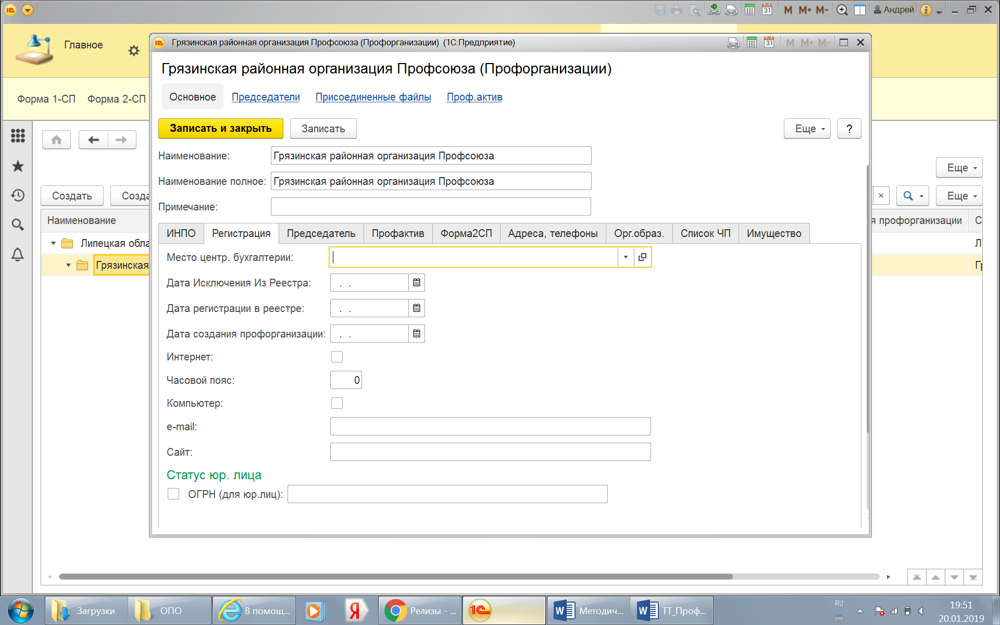 М М+ М- Андрей
Главное
Грязинская районная организация Профсоюза (Профорганизации) (1С:Предприятие)
31 М М+ М-
Грязинская районная организация Профсоюза (Профорганизации)
Форма 1-СП Форма 2-СП
Основное Председатели Присоединенные файлы Проф.актив
Записать и закрыть Записать Еще ?
Наименование: Грязинская районная организация Профсоюза
Еще
Наименование полное: Грязинская районная организация Профсоюза
Создать Созда Еще
Примечание:
Наименование я профорганизации С
ИНПО Регистрация Председатель Профактив Форма2СП Адреса, телефоны Орг.образ. Список ЧП Имущество
Липецкая обла Л
Место центр. бухгалтерии:
Грязинская Гр
Дата Исключения Из Реестра: . .
Дата регистрации в реестре: . .
Дата создания профорганизации: . .
Интернет:
Часовой пояс: 0
Компьютер:
e-mail:
Сайт:
Статус юр. лица
ОГРН (для юр.лиц):
Загрузки ОПО В помощ... Релизы - ... Методич... ТТ_Проф...
RU
19:51
20.01.2019